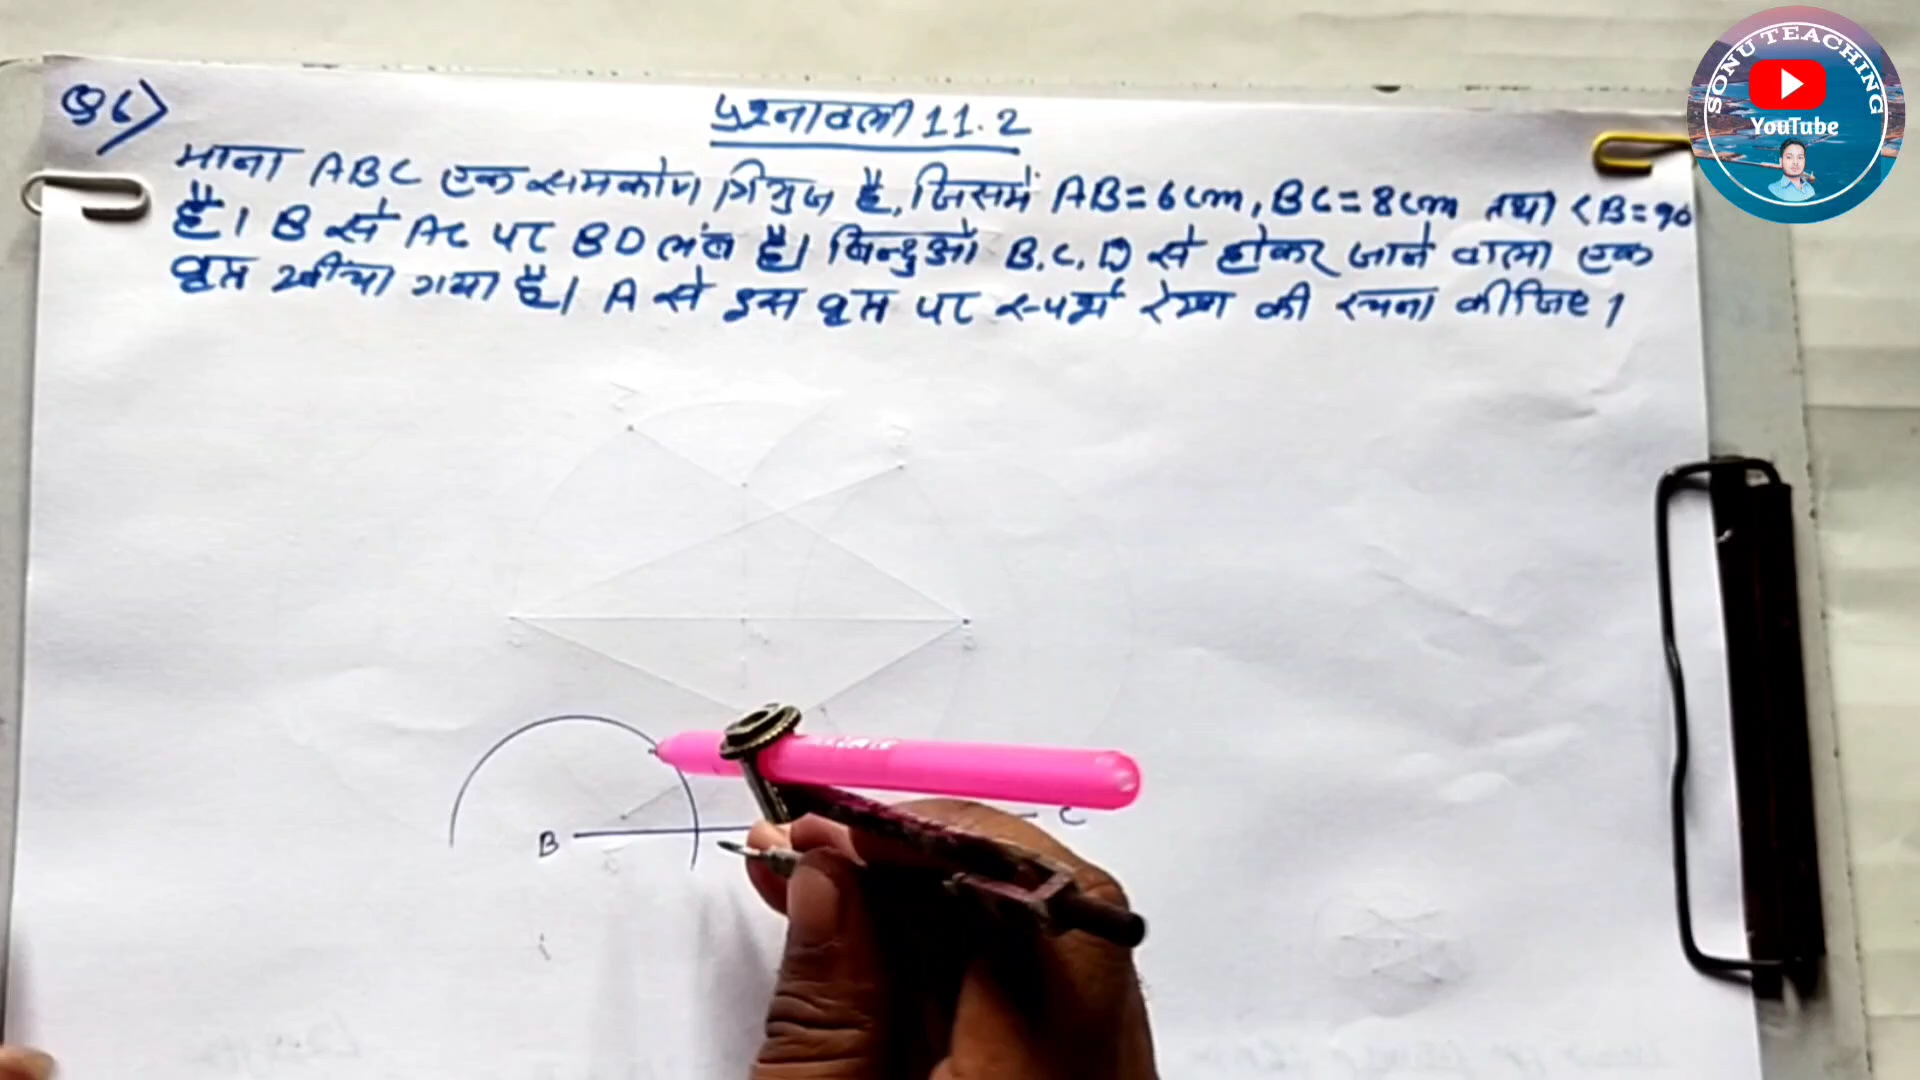 Q 6>
प्रश्नावली 11.2
माना ABC एक समकोण त्रिभुज है, जिसमें AB=6cm, BC=8cm तथा <B=90
है। B से AC पर BD लंब है। बिन्दुओं B,C,D से होकर जाने वाला एक
वृत्त खींचा गया है। A से इस वृत्त पर स्पर्श रेखा की रचना कीजिए।
B
C
SONU TEACHING
YouTube